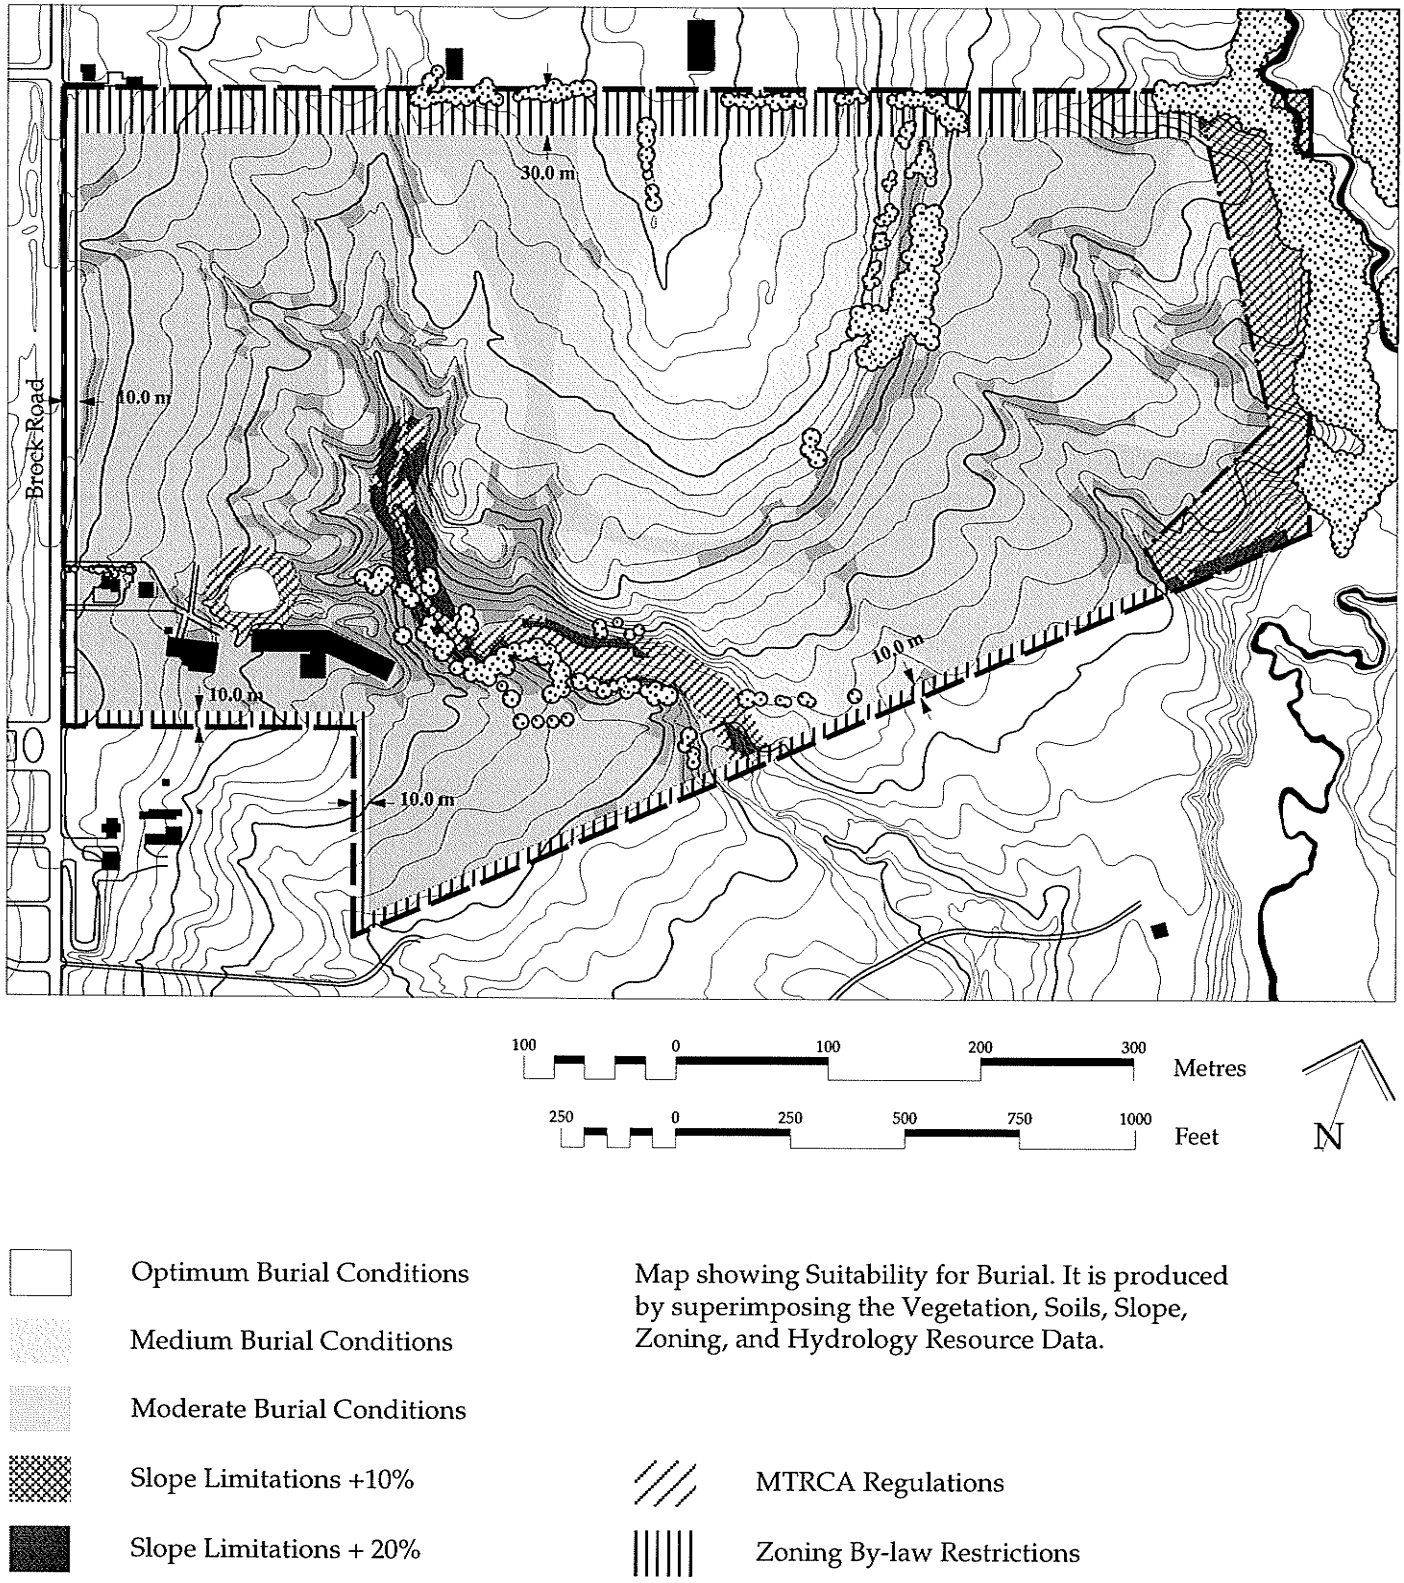 30.0 m
10.0 m
Brock Road
10.0 m
10.0 m
10.0 m
100 0 100 200 300
Metres
250 0 250 500 750 1000
Feet
N
Optimum Burial Conditions
Medium Burial Conditions
Moderate Burial Conditions
Slope Limitations +10%
Slope Limitations + 20%
Map showing Suitability for Burial. It is produced
by superimposing the Vegetation, Soils, Slope,
Zoning, and Hydrology Resource Data.
MTRCA Regulations
Zoning By-law Restrictions